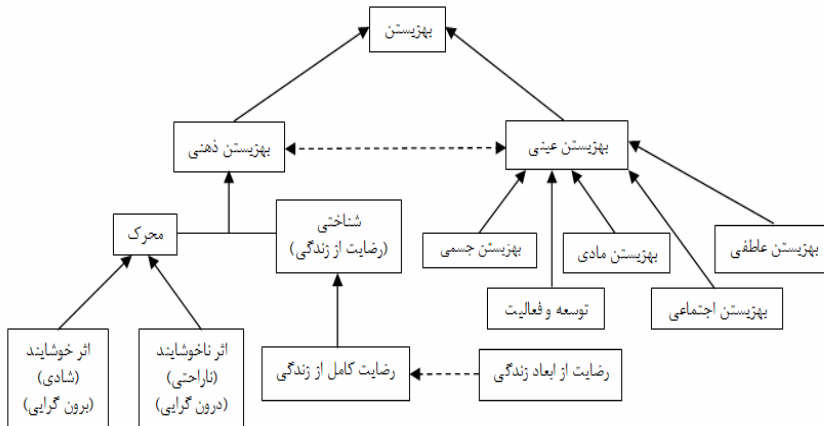 بهزیستن
بهزیستن ذهنی
بهزیستن عینی
محرک
شناختی
(رضایت از زندگی)
بهزیستن جسمی
بهزیستن مادی
بهزیستن عاطفی
توسعه و فعالیت
بهزیستن اجتماعی
اثر خوشایند
(شادی)
(برون گرایی)
اثر ناخوشایند
(ناراحتی)
(درون گرایی)
رضایت کامل از زندگی
رضایت از ابعاد زندگی